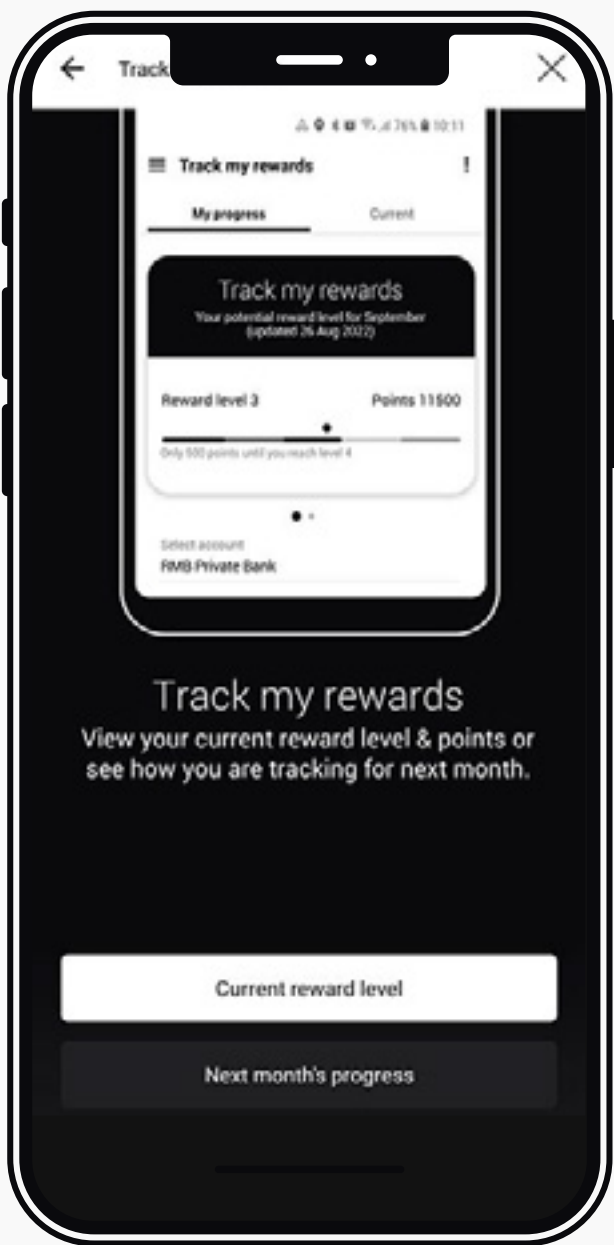 Track
10:11
Track my rewards
My progress
Current
Track my rewards
Your potential reward level for September
(updated 26 Aug 2022)
Reward level 3
Points 11500
Only 500 points until you reach level 4
Select account
RMB Private Bank
Track my rewards
View your current reward level & points or
see how you are tracking for next month.
Current reward level
Next month's progress